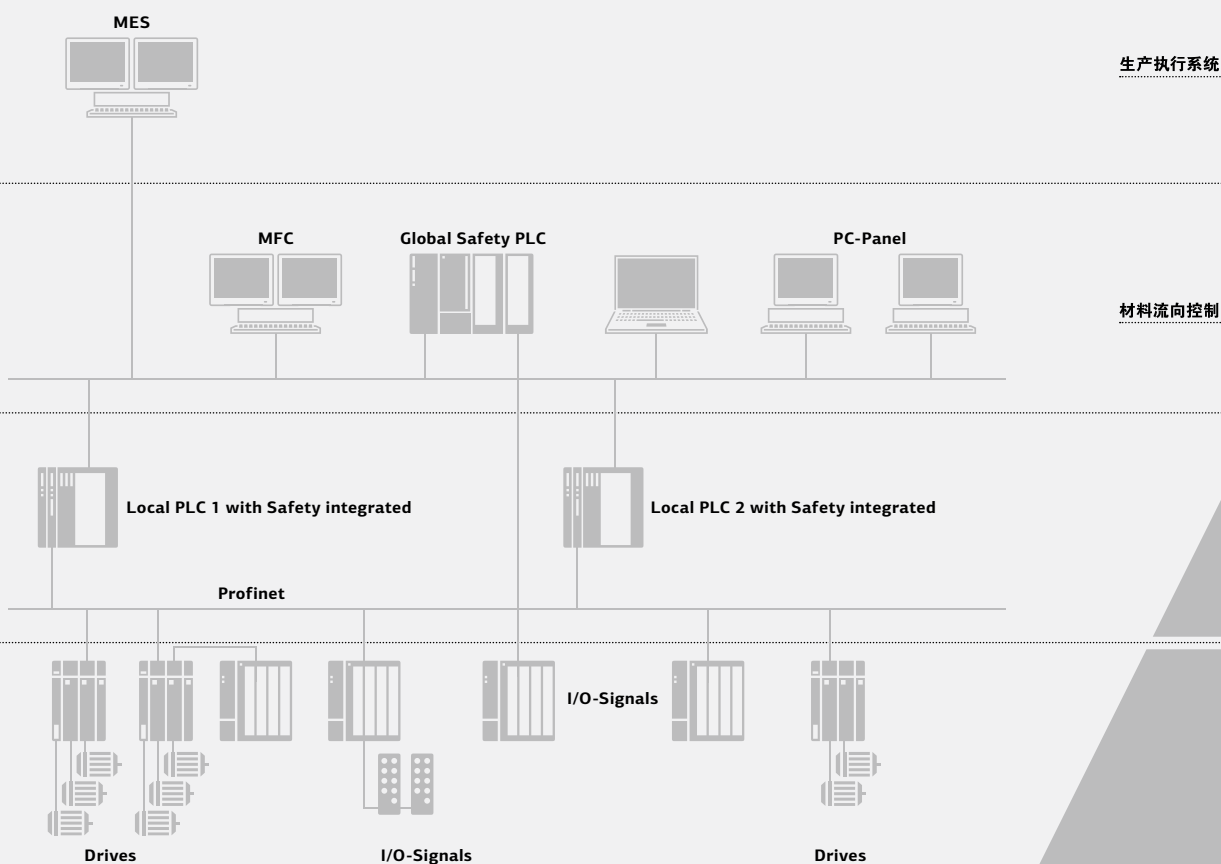 MES
生产执行系统
MFC
Global Safety PLC
PC-Panel
材料流向控制
Local PLC 1 with Safety integrated
Local PLC 2 with Safety integrated
Profinet
I/O-Signals
Drives
I/O-Signals
Drives